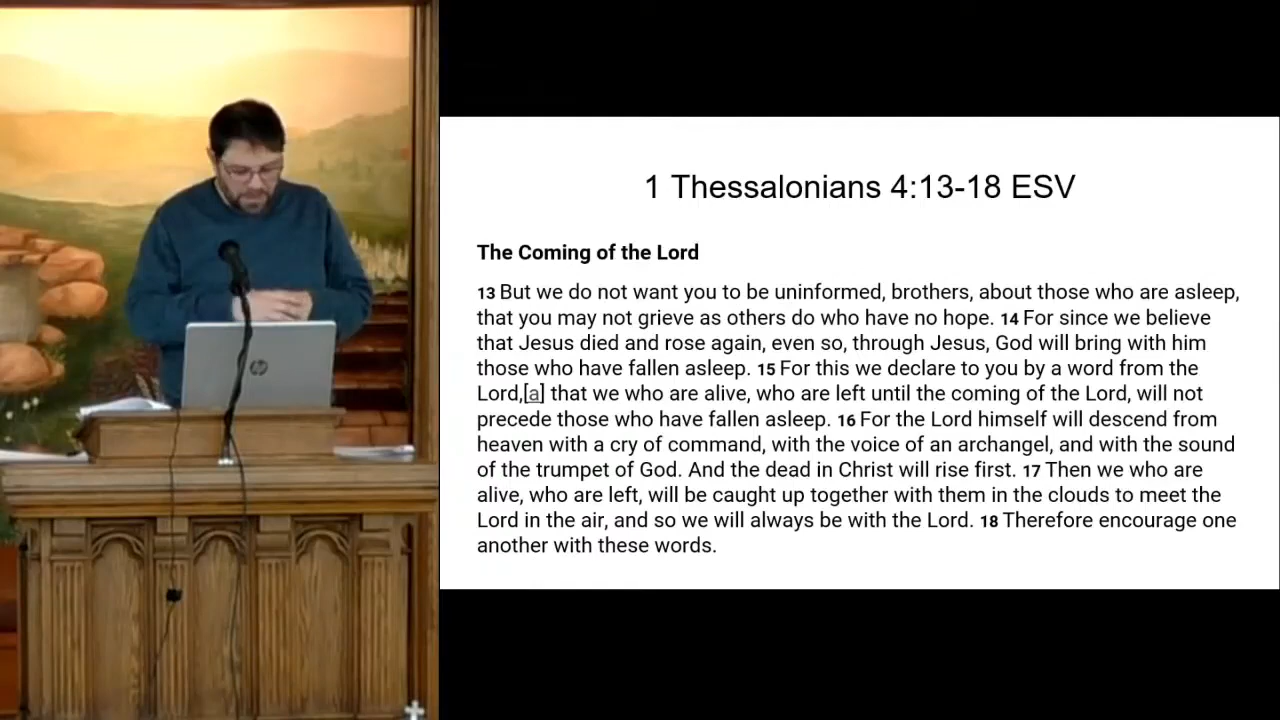 1 Thessalonians 4:13-18 ESV
The Coming of the Lord
13 But we do not want you to be uninformed, brothers, about those who are asleep,
that you may not grieve as others do who have no hope. 14 For since we believe
that Jesus died and rose again, even so, through Jesus, God will bring with him
those who have fallen asleep. 15 For this we declare to you by a word from the
Lord,[a] that we who are alive, who are left until the coming of the Lord, will not
precede those who have fallen asleep. 16 For the Lord himself will descend from
heaven with a cry of command, with the voice of an archangel, and with the sound
of the trumpet of God. And the dead in Christ will rise first. 17 Then we who are
alive, who are left, will be caught up together with them in the clouds to meet the
Lord in the air, and so we will always be with the Lord. 18 Therefore encourage one
another with these words.
hp